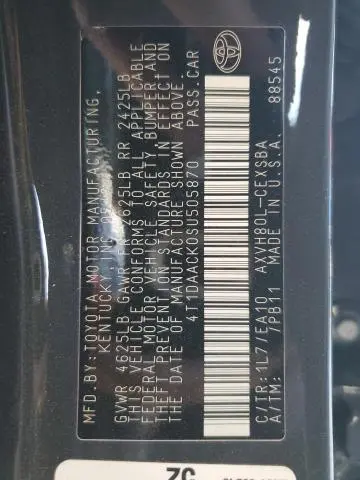 MFD.BY:TOYOTA MOTOR MANUFACTURING,
KENTUCKY, INC.
GVWR 4625LB GAWR FR 2625LB RR 2425LB
THIS VEHICLE CONFORMS TO ALL APPLICABLE
FEDERAL MOTOR VEHICLE SAFETY, BUMPER AND
THEFT PREVENTION STANDARDS IN EFFECT ON
THE DATE OF MANUFACTURE SHOWN ABOVE.
4T1DAACK0SU505870 PASS.CAR
C/TR:1L7/EA10 AXVH80L-CEXSBA
A/TM: /PB11 MADE IN U.S.A. 88545
ZC